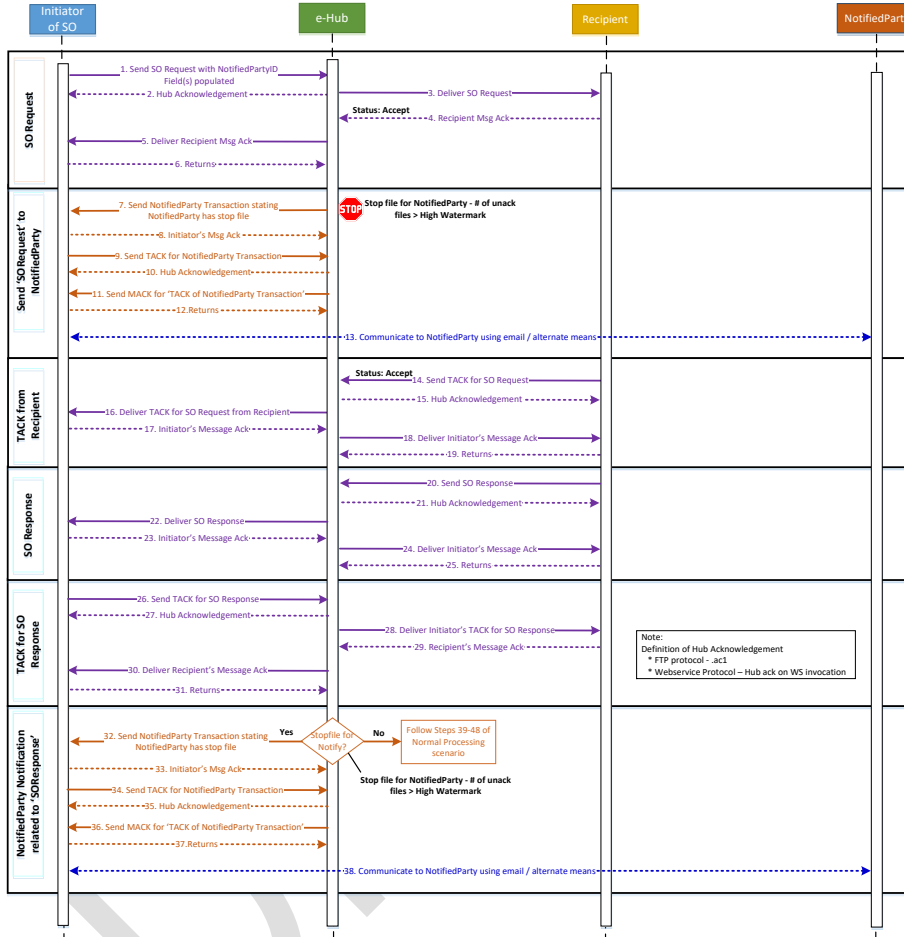 Initiator
of SO
e-Hub
Recipient
NotifiedPart
SO Request
1. Send SO Request with NotifiedPartyID
Field(s) populated
2. Hub Acknowledgement
3. Deliver SO Request
Status: Accept
4. Recipient Msg Ack
5. Deliver Recipient Msg Ack
6. Returns
Send 'SORequest' to
NotifiedParty
7. Send NotifiedParty Transaction stating
NotifiedParty has stop file
STOP
Stop file for NotifiedParty - # of unack
files > High Watermark
8. Initiator's Msg Ack
9. Send TACK for NotifiedParty Transaction
10. Hub Acknowledgement
11. Send MACK for 'TACK of NotifiedParty Transaction'
12.Returns
13. Communicate to NotifiedParty using email / alternate means
TACK from
Recipient
Status: Accept
14. Send TACK for SO Request
15. Hub Acknowledgement
16. Deliver TACK for SO Request from Recipient
17. Initiator's Message Ack
18. Deliver Initiator's Message Ack
19. Returns
SO Response
20. Send SO Response
21. Hub Acknowledgement
22. Deliver SO Response
23. Initiator's Message Ack
24. Deliver Initiator's Message Ack
25. Returns
TACK for SO
Response
26. Send TACK for SO Response
27. Hub Acknowledgement
28. Deliver Initiator's TACK for SO Response
29. Recipient's Message Ack
30. Deliver Recipient's Message Ack
31. Returns
Note:
Definition of Hub Acknowledgement
* FTP protocol - .ac1
* Webservice Protocol – Hub ack on WS invocation
NotifiedParty Notification
related to 'SOResponse'
32. Send NotifiedParty Transaction stating
NotifiedParty has stop file
Yes
Stopfile for
Notify?
No
Follow Steps 39-48 of
Normal Processing
scenario
Stop file for NotifiedParty - # of unack
files > High Watermark
33. Initiator's Msg Ack
34. Send TACK for NotifiedParty Transaction
35. Hub Acknowledgement
36. Send MACK for 'TACK of NotifiedParty Transaction'
37.Returns
38. Communicate to NotifiedParty using email / alternate means